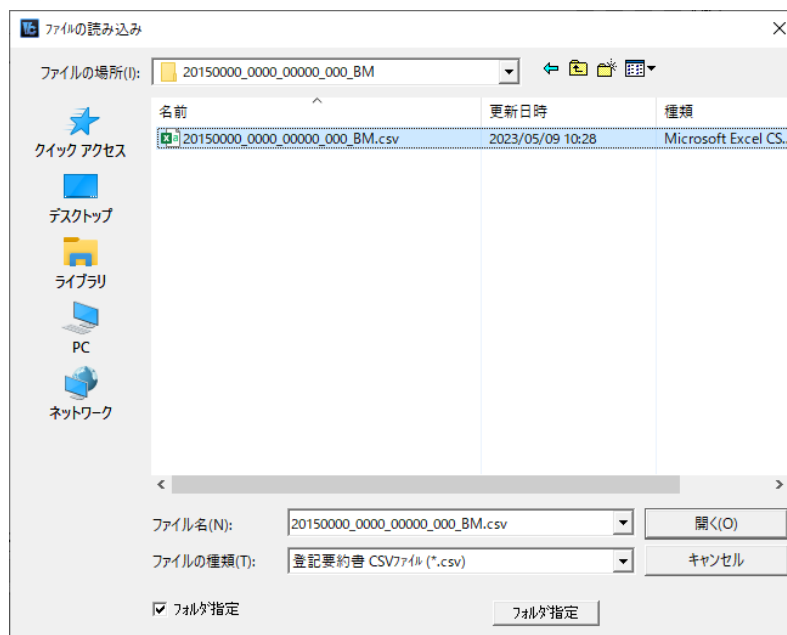 ﾌｧｲﾙの読み込み
ファイルの場所(I):
20150000_0000_00000_000_BM
名前
更新日時
種類
20150000_0000_00000_000_BM.csv
2023/05/09 10:28
Microsoft Excel CS...
クイック アクセス
デスクトップ
ライブラリ
PC
ネットワーク
ファイル名(N):
20150000_0000_00000_000_BM.csv
開く(O)
ファイルの種類(T):
登記要約書 CSVﾌｧｲﾙ (*.csv)
キャンセル
ﾌｫﾙﾀﾞ指定
ﾌｫﾙﾀﾞ指定